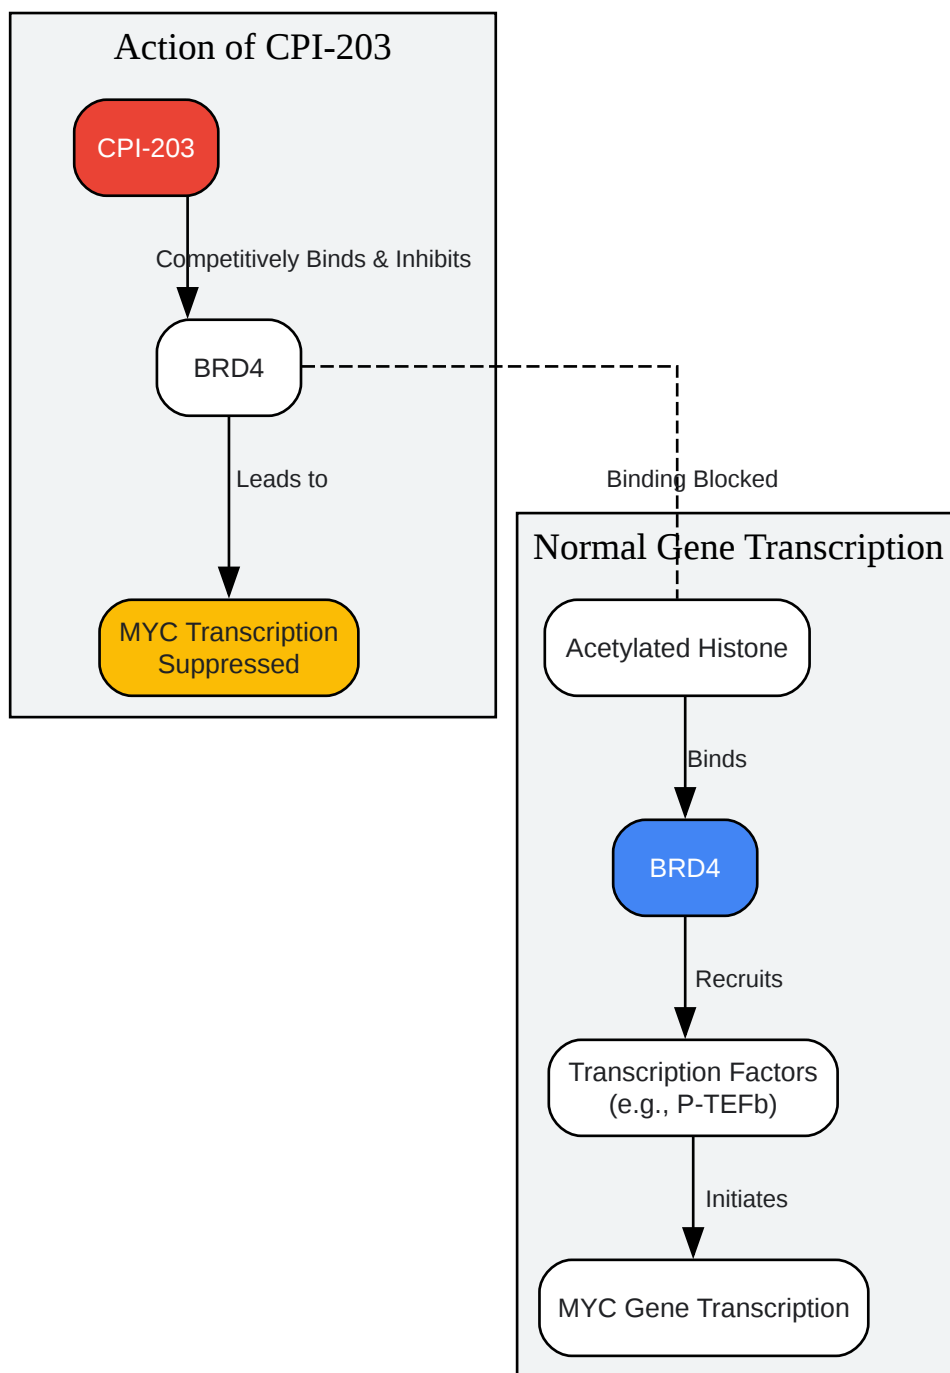 Action of CPI-203
CPI-203
Competitively Binds & Inhibits
BRD4
Leads to
MYC Transcription
Suppressed
Binding Blocked
Normal Gene Transcription
Acetylated Histone
Binds
BRD4
Recruits
Transcription Factors
(e.g., P-TEFb)
Initiates
MYC Gene Transcription